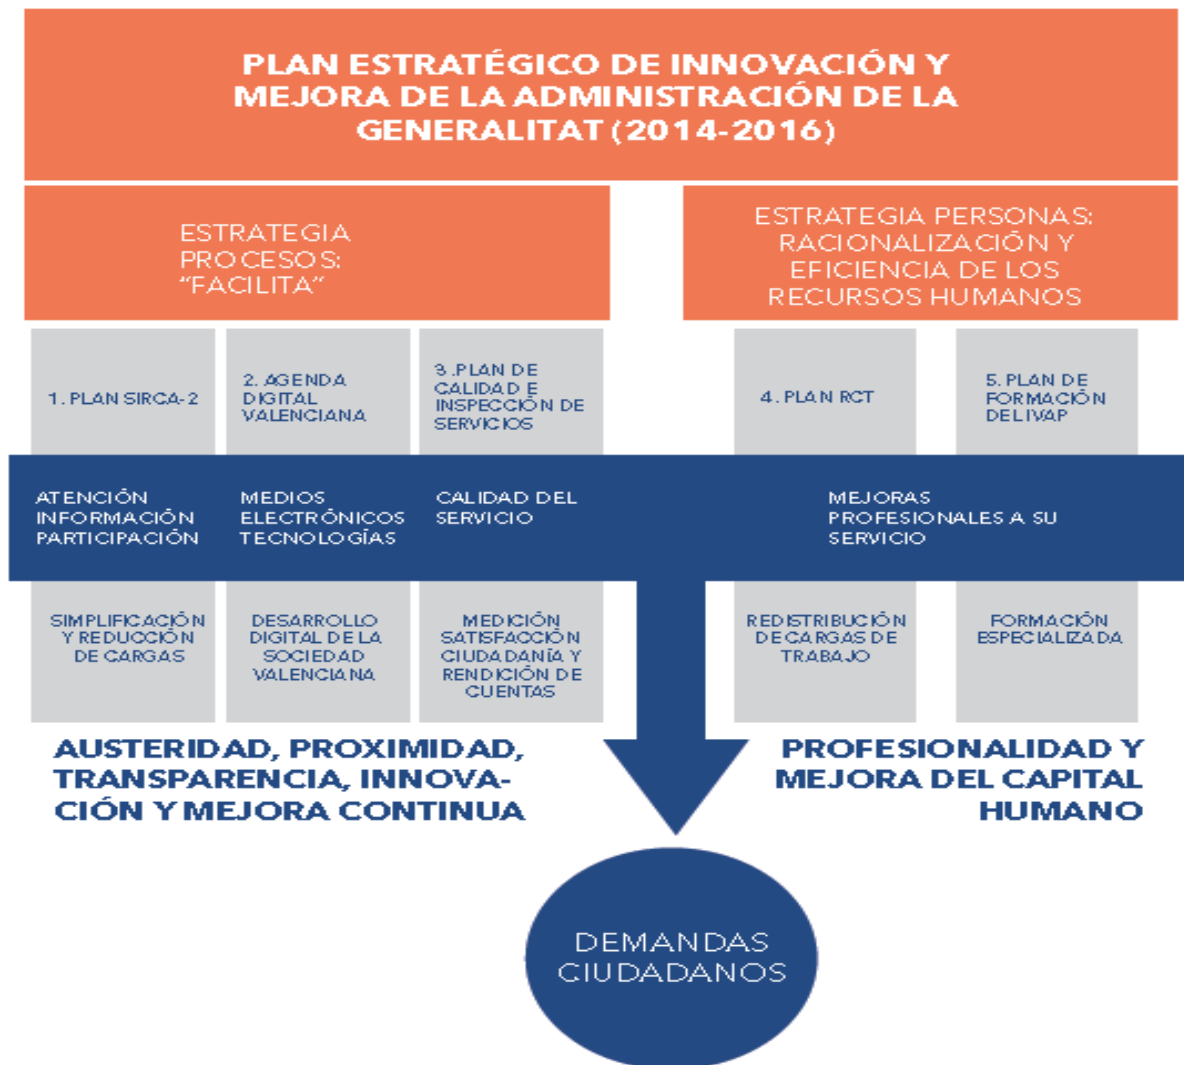 PLAN ESTRATÉGICO DE INNOVACIÓN Y
MEJORA DE LA ADMINISTRACIÓN DE LA
GENERALITAT (2014-2016)
ESTRATEGIA
PROCESOS:
“FACILITA”
ESTRATEGIA PERSONAS:
RACIONALIZACIÓN Y
EFICIENCIA DE LOS
RECURSOS HUMANOS
1. PLAN SIRCA-2
2. AGENDA
DIGITAL
VALENCIANA
3 .PLAN DE
CALIDAD E
INSPECCIÓN DE
SERVICIOS
4. PLAN RCT
5. PLAN DE
FORMACIÓN
DEL IVAP
ATENCIÓN
INFORMACIÓN
PARTICIPACIÓN
MEDIOS
ELECTRÓNICOS
TECNOLOGÍAS
CALIDAD DEL
SERVICIO
MEJORAS
PROFESIONALES A SU
SERVICIO
SIMPLIFICACIÓN
Y REDUCCIÓN
DE CARGAS
DESARROLLO
DIGITAL DE LA
SOCIEDAD
VALENCIANA
MEDICIÓN
SATISFACCIÓN
CIUDADANÍA Y
RENDICIÓN DE
CUENTAS
REDISTRIBUCIÓN
DE CARGAS DE
TRABAJO
FORMACIÓN
ESPECIALIZADA
AUSTERIDAD, PROXIMIDAD,
TRANSPARENCIA, INNOVA-
CIÓN Y MEJORA CONTINUA
PROFESIONALIDAD Y
MEJORA DEL CAPITAL
HUMANO
DEMANDAS
CIUDADANOS